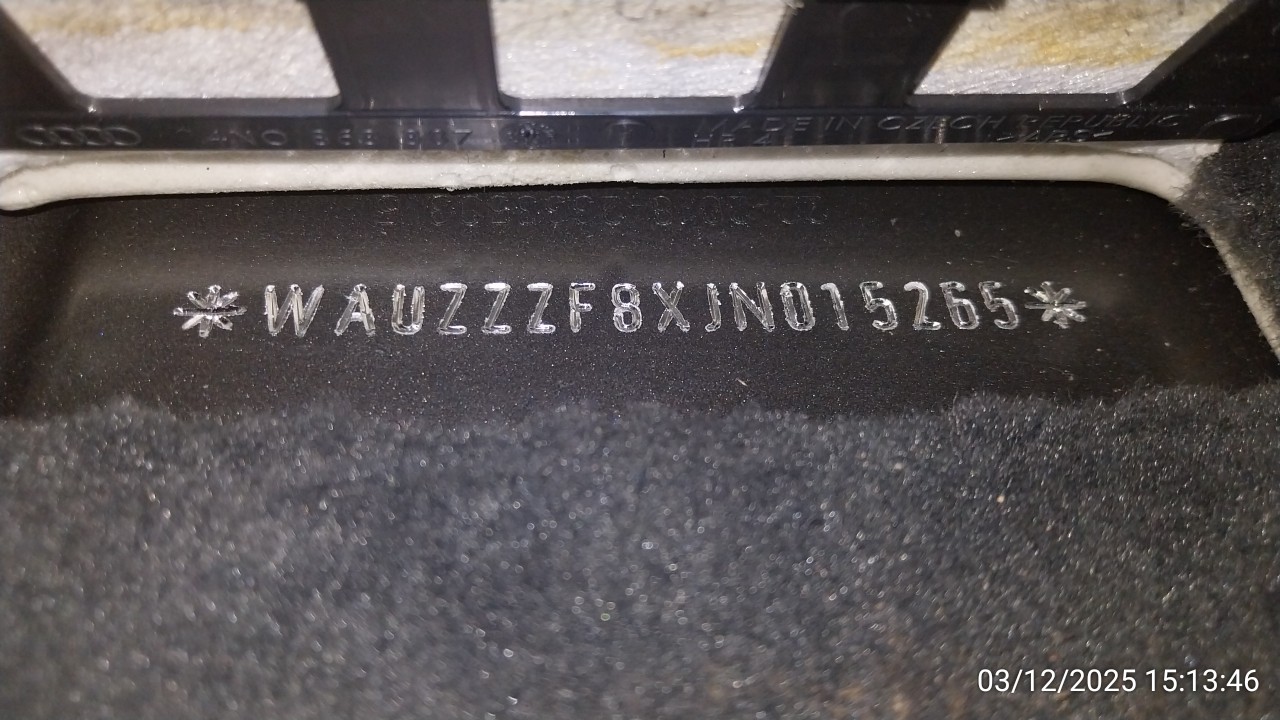 4N0 863 807
MADE IN CZECH REPUBLIC
*WAUZZZF8XJN015265*
03/12/2025 15:13:46